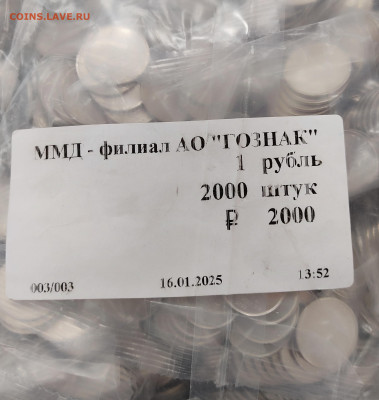 COINS.LAVE.RU
ММД - филиал АО "ГОЗНАК"
1 рубль
2000 штук
₽ 2000
003/003 16.01.2025 13:52